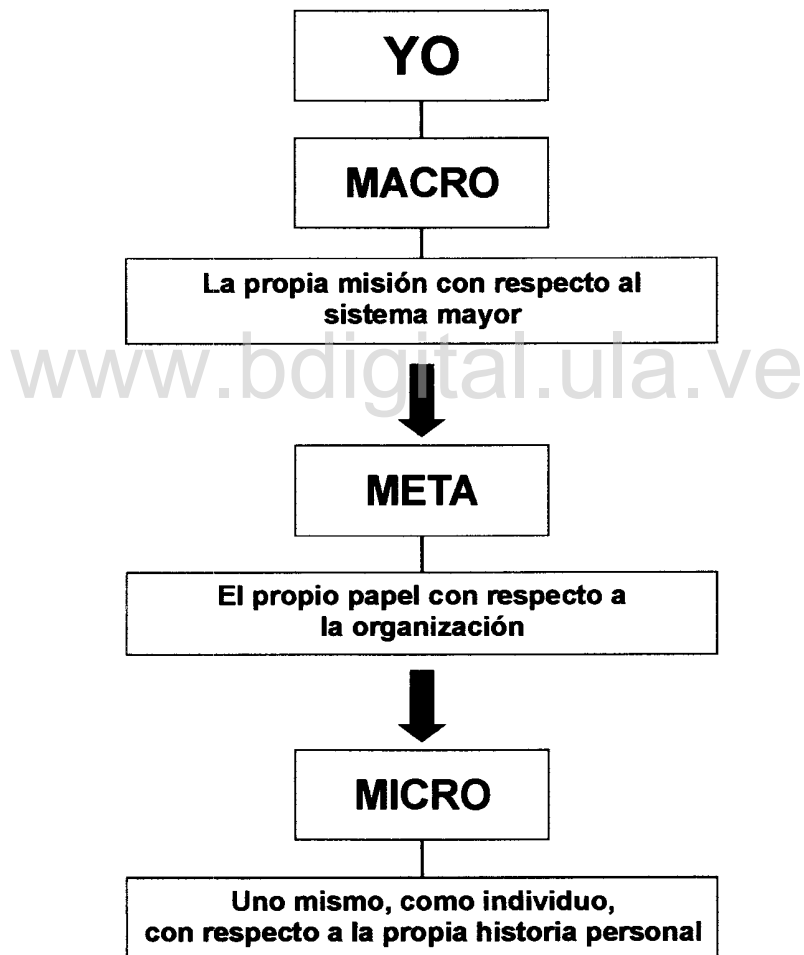 YO
MACRO
La propia misión con respecto al
sistema mayor
www.bdigital.ula.ve
META
El propio papel con respecto a
la organización
MICRO
Uno mismo, como individuo,
con respecto a la propia historia personal